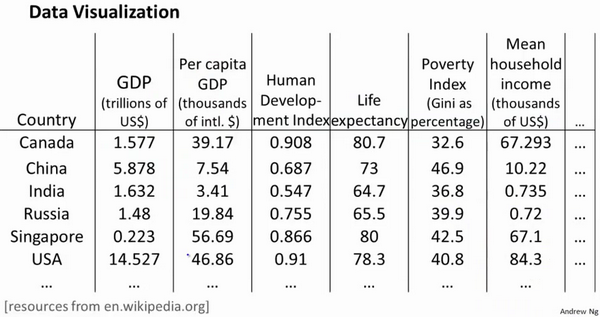 Data Visualization
Country
GDP
(trillions of
US$)
Per capita
GDP
(thousands
of intl. $)
Human
Develop-
ment Index
Life
expectancy
Poverty
Index
(Gini as
percentage)
Mean
household
income
(thousands
of US$)
...
Canada 1.577 39.17 0.908 80.7 32.6 67.293 ...
China 5.878 7.54 0.687 73 46.9 10.22 ...
India 1.632 3.41 0.547 64.7 36.8 0.735 ...
Russia 1.48 19.84 0.755 65.5 39.9 0.72 ...
Singapore 0.223 56.69 0.866 80 42.5 67.1 ...
USA 14.527 46.86 0.91 78.3 40.8 84.3 ...
... ... ... ... ... ... ...
[resources from en.wikipedia.org]
Andrew Ng